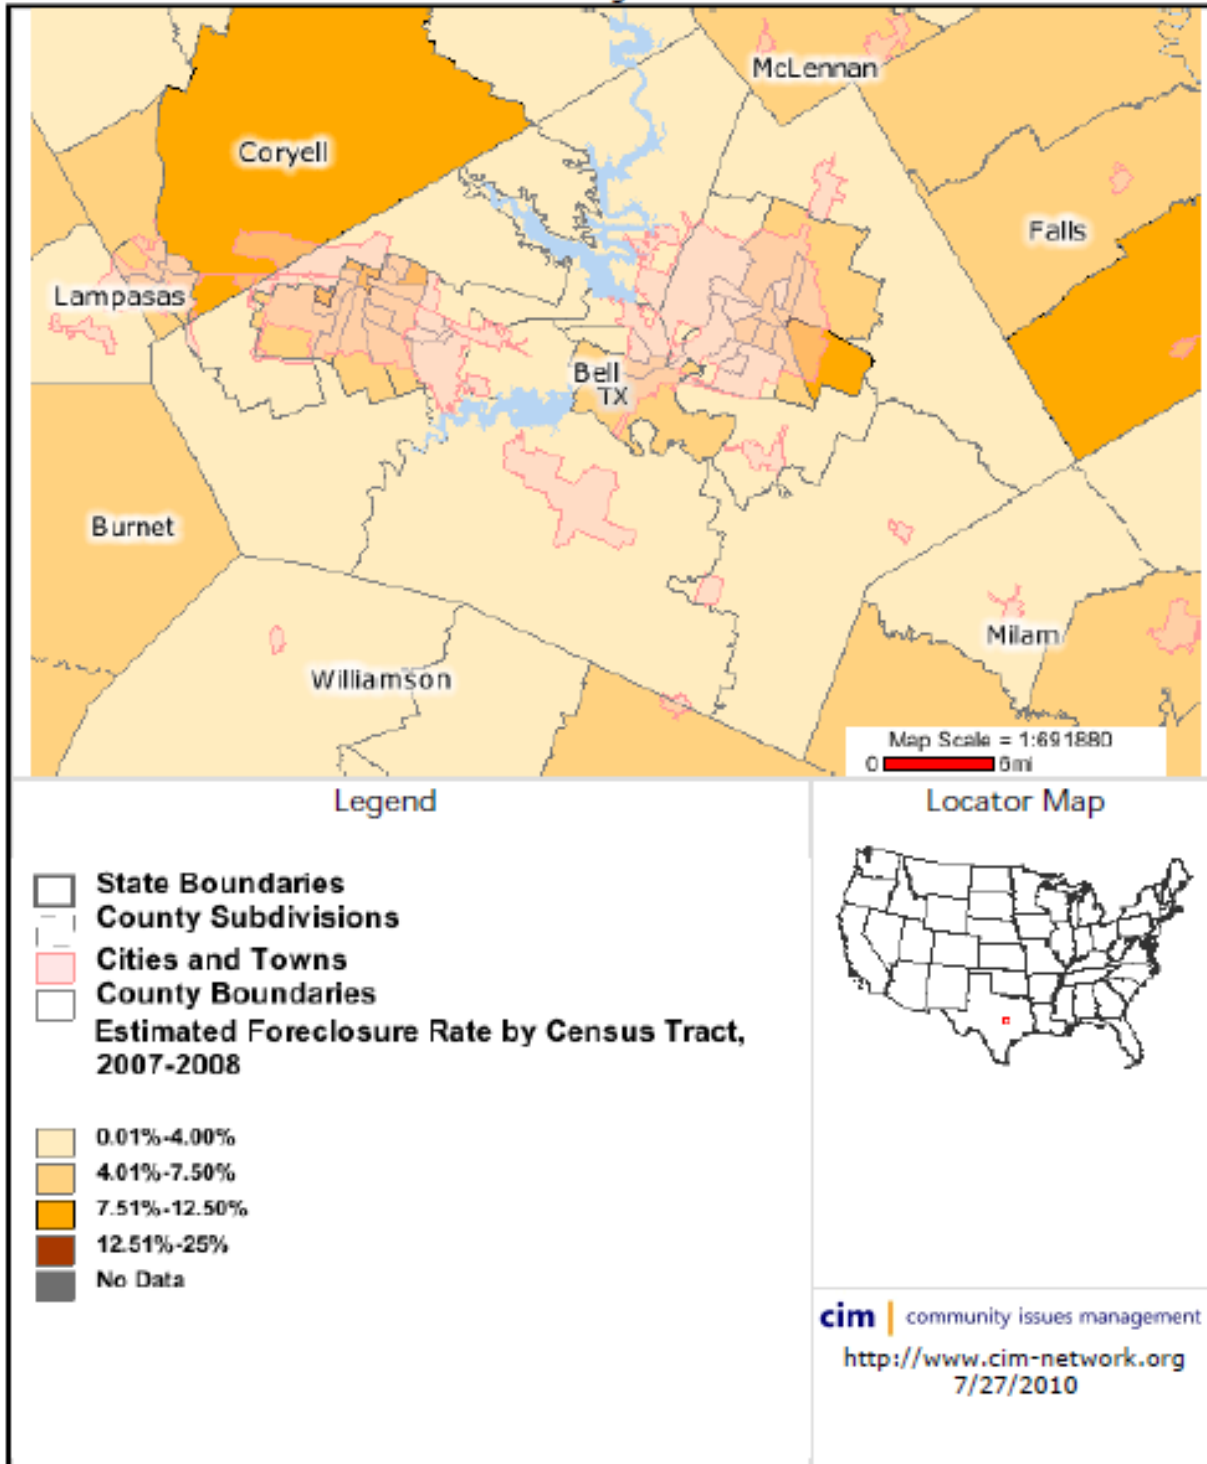 McLennan
Coryell
Falls
Lampasas
Bell
TX
Burnet
Milam
Williamson
Map Scale = 1:691880
0 6mi
Legend
Locator Map
State Boundaries
County Subdivisions
Cities and Towns
County Boundaries
Estimated Foreclosure Rate by Census Tract,
2007-2008
0.01%-4.00%
4.01%-7.50%
7.51%-12.50%
12.51%-25%
No Data
cim | community issues management
http://www.cim-network.org
7/27/2010